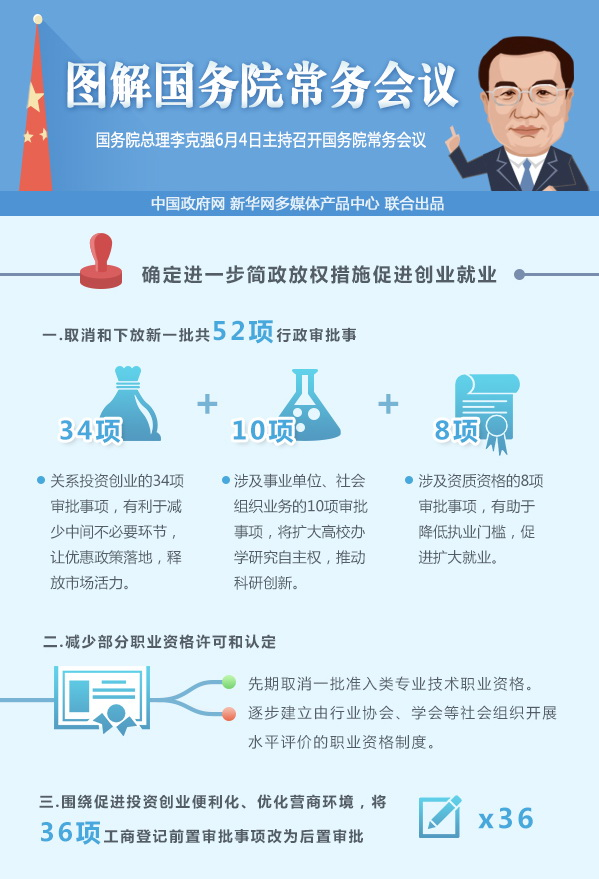 图解国务院常务会议
国务院总理李克强6月4日主持召开国务院常务会议
中国政府网 新华网多媒体产品中心 联合出品
确定进一步简政放权措施促进创业就业
一.取消和下放新一批共52项行政审批事
34项
+
10项
+
8项
关系投资创业的34项
审批事项，有利于减
少中间不必要环节，
让优惠政策落地，释
放市场活力。
涉及事业单位、社会
组织业务的10项审批
事项，将扩大高校办
学研究自主权，推动
科研创新。
涉及资质资格的8项
审批事项，有助于
降低执业门槛，促
进扩大就业。
二.减少部分职业资格许可和认定
先期取消一批准入类专业技术职业资格。
逐步建立由行业协会、学会等社会组织开展
水平评价的职业资格制度。
三.围绕促进投资创业便利化、优化营商环境，将
36项工商登记前置审批事项改为后置审批
x36